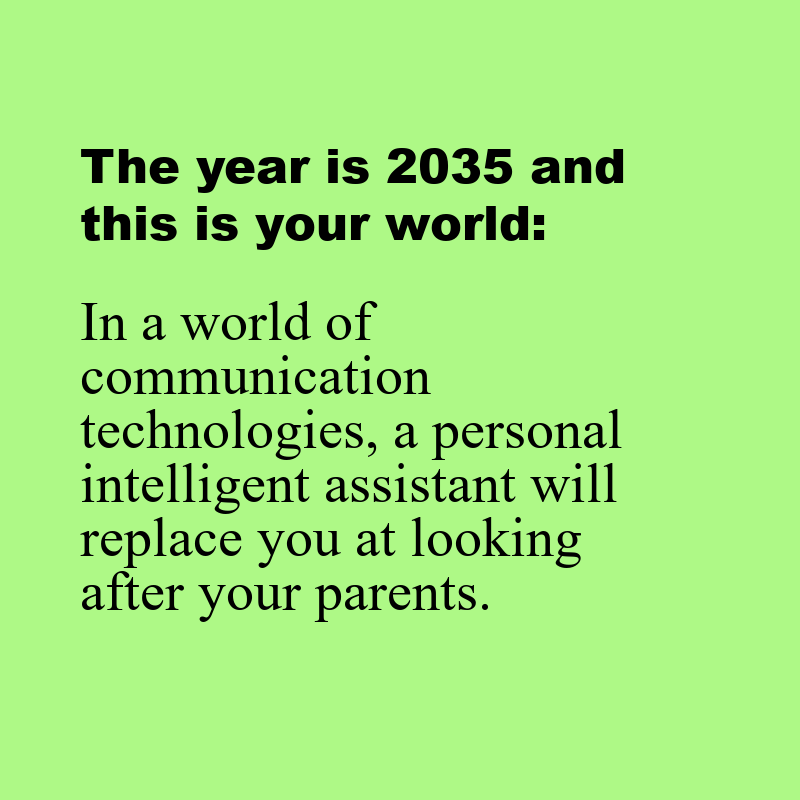 The year is 2035 and
this is your world:
In a world of
communication
technologies, a personal
intelligent assistant will
replace you at looking
after your parents.